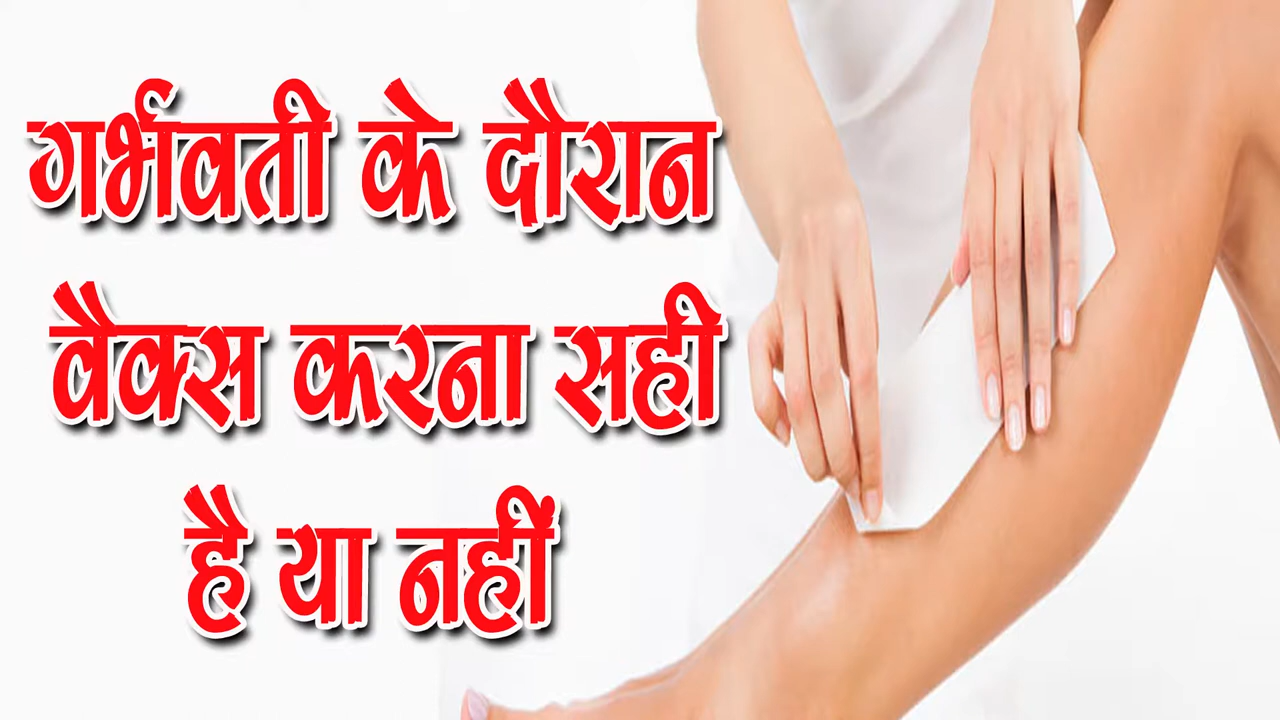 गर्भवती के दौरान
वैक्स करना सही
है या नहीं